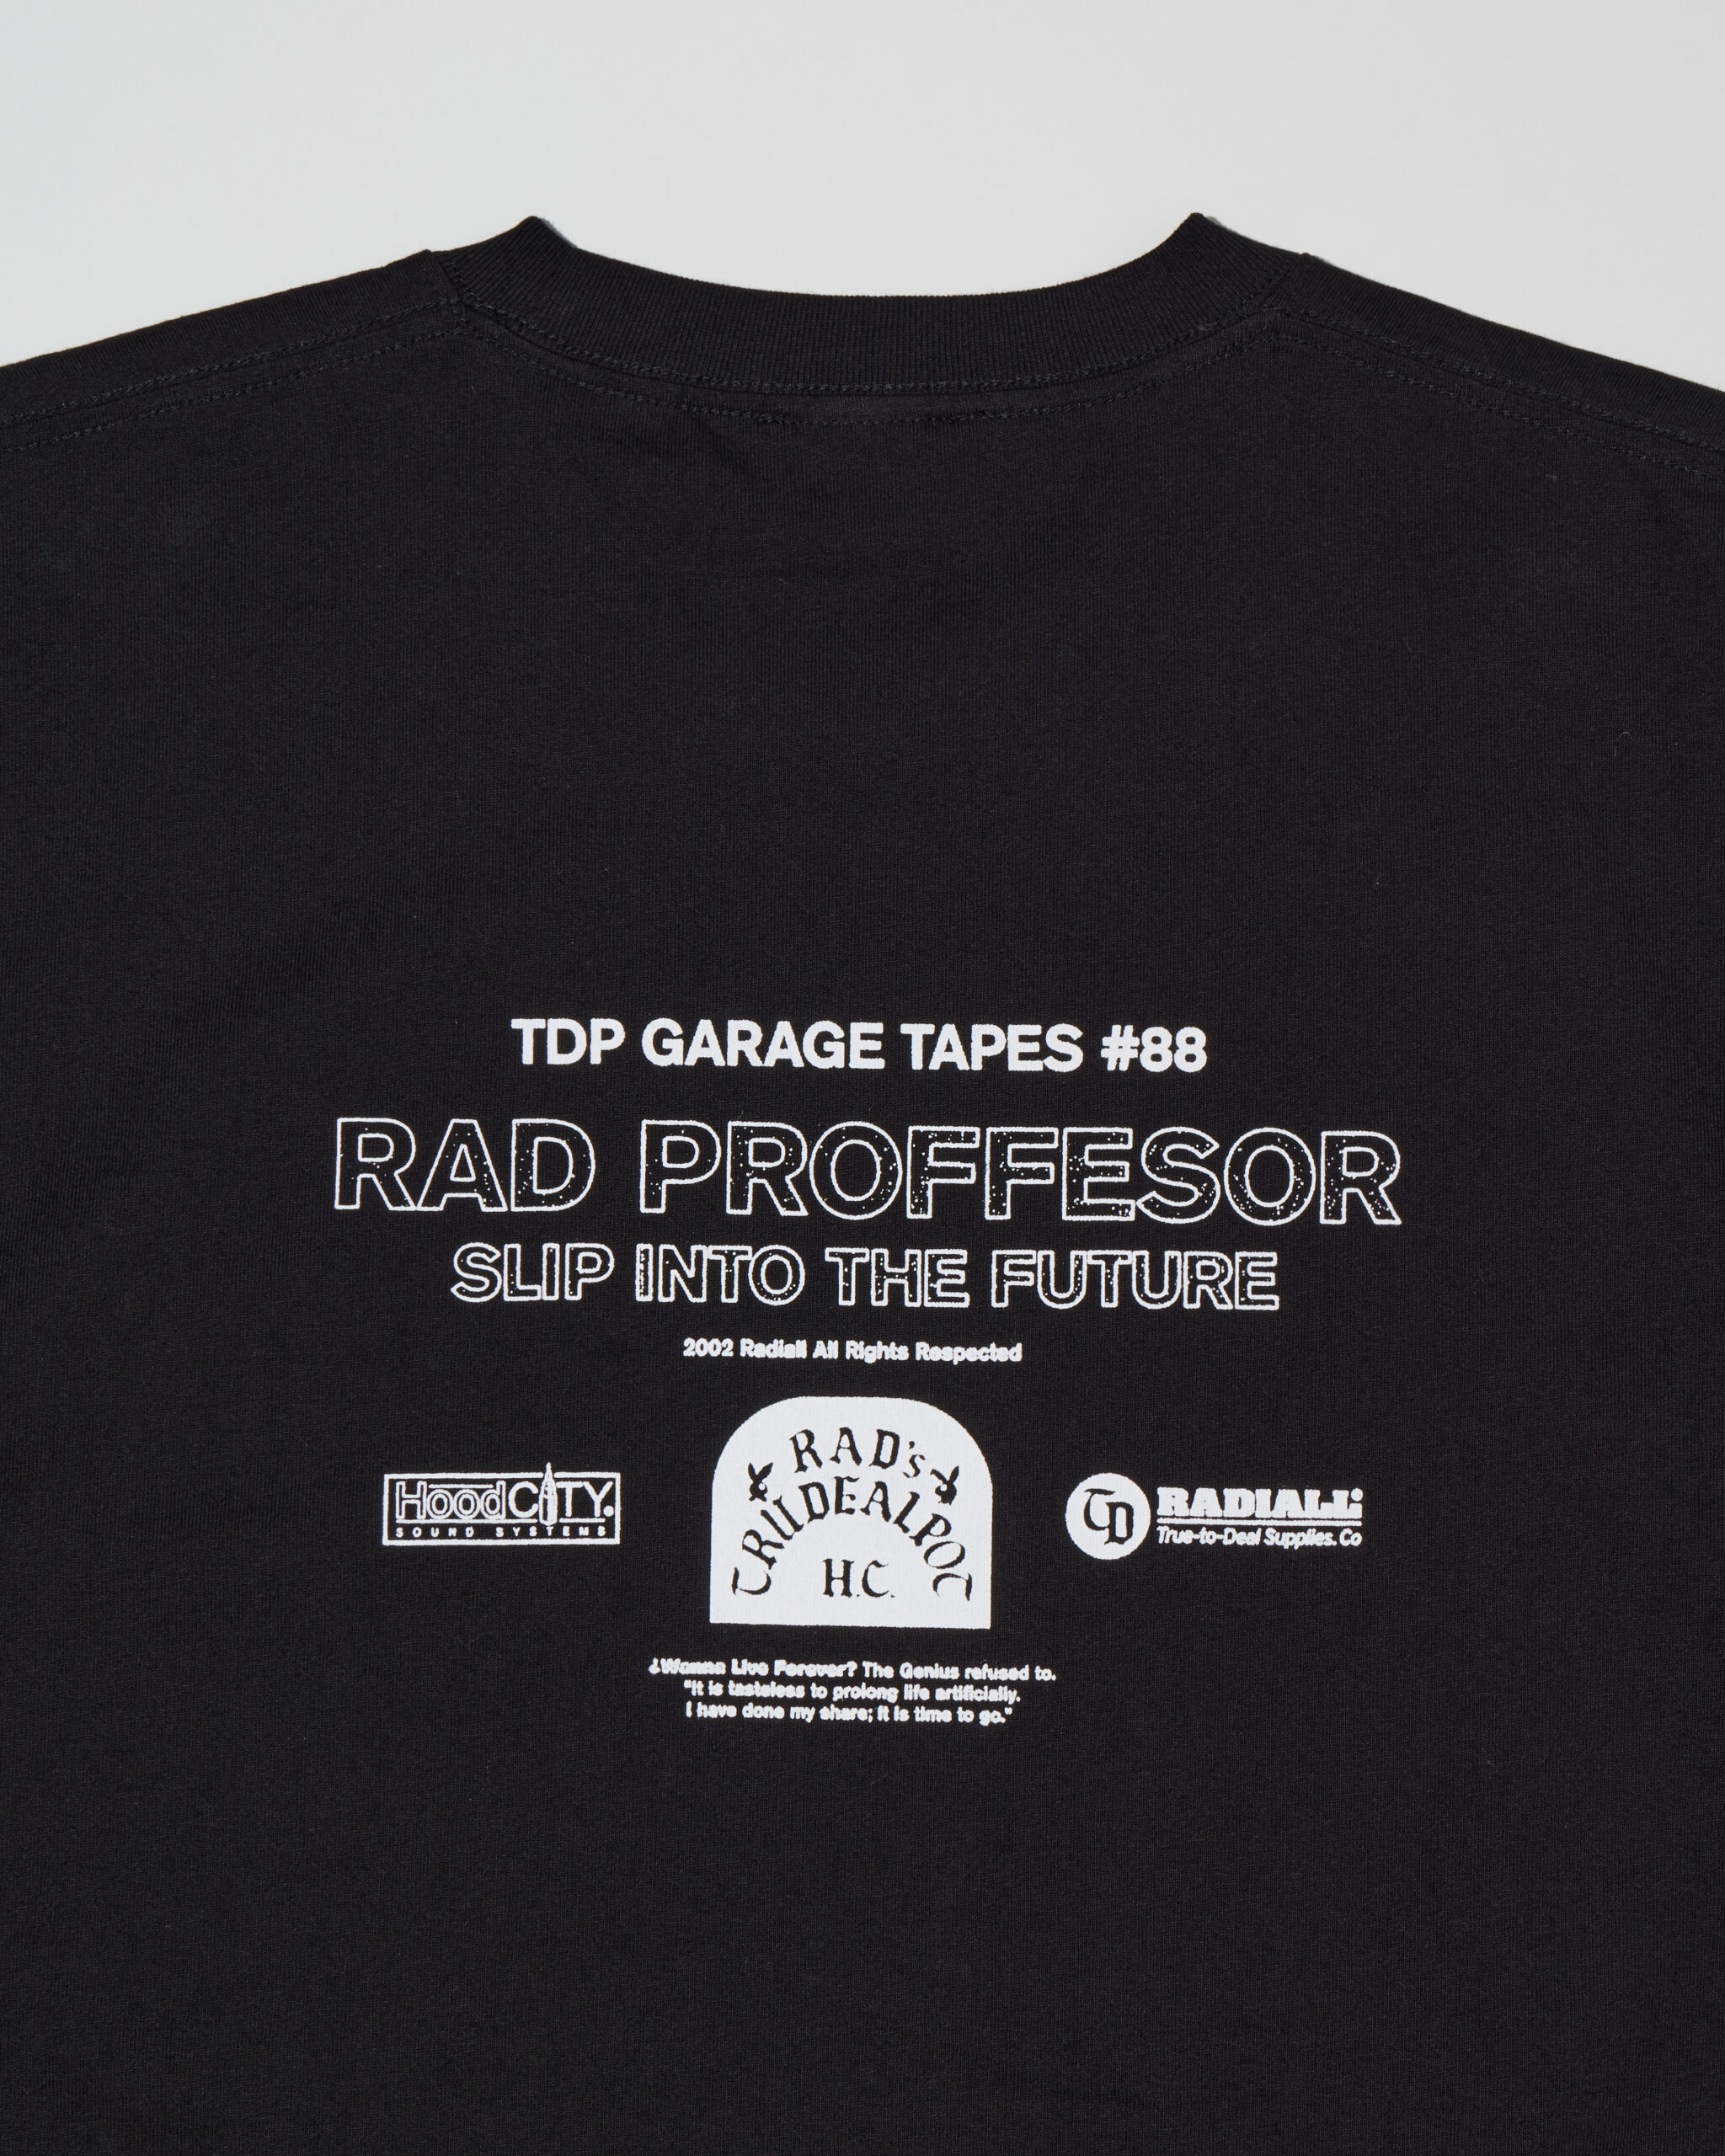 TDP GARAGE TAPES #88
RAD PROFFESOR
SLIP INTO THE FUTURE
2002 Radiall All Rights Respected
HoodCITY.
SOUND SYSTEMS
RAD's
TRUDEALPOT
H.C.
TD
RADIALL
True-to-Deal Supplies. Co
¿Wanna Live Forever? The Genius refused to.
"It is tasteless to prolong life artificially.
I have done my share; it is time to go."